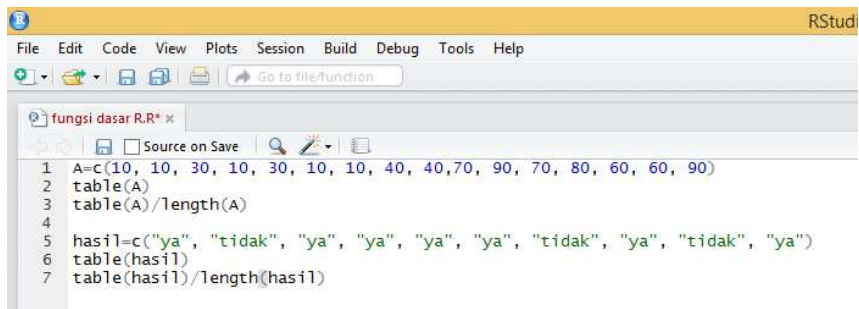 RStudi
File Edit Code View Plots Session Build Debug Tools Help
Go to file/function
fungsi dasar R.R*
Source on Save
1 A=c(10, 10, 30, 10, 30, 10, 10, 40, 40,70, 90, 70, 80, 60, 60, 90)
2 table(A)
3 table(A)/length(A)
4
5 hasil=c("ya", "tidak", "ya", "ya", "ya", "ya", "tidak", "ya", "tidak", "ya")
6 table(hasil)
7 table(hasil)/length(hasil)